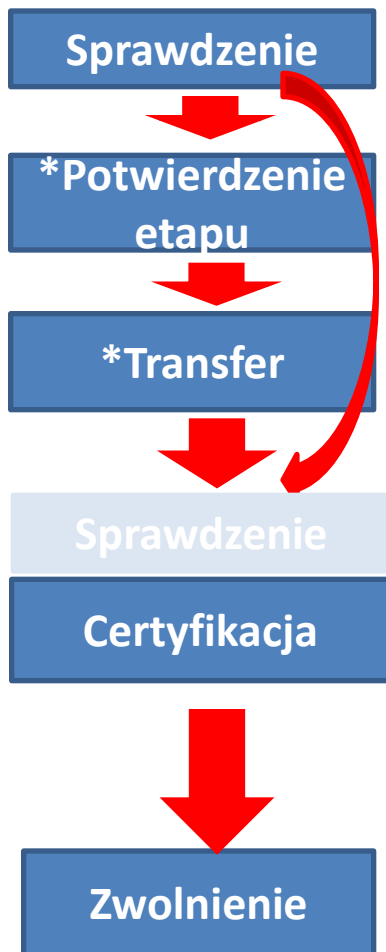 Sprawdzenie
*Potwierdzenie
etapu
*Transfer
Sprawdzenie
Certyfikacja
Zwolnienie